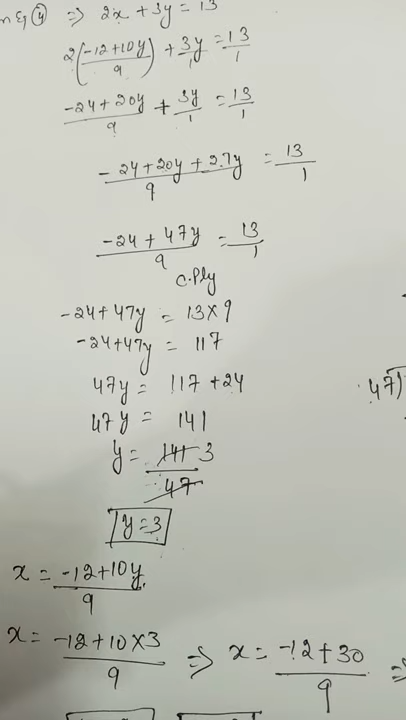 ④ ⇒ 2x + 3y = 13
2(-12+10y/9) + 3y/1 = 13/1
-24+20y/9 + 3y/1 = 13/1
-24+20y+27y/9 = 13/1
-24+47y/9 = 13/1
C.Ply
-24+47y = 13×9
-24+47y = 117
47y = 117+24
47)
47y = 141
y = 141/47 3
y=3
x = -12+10y/9
x = -12+10×3/9 ⇒ x = -12+30/9 ⇒